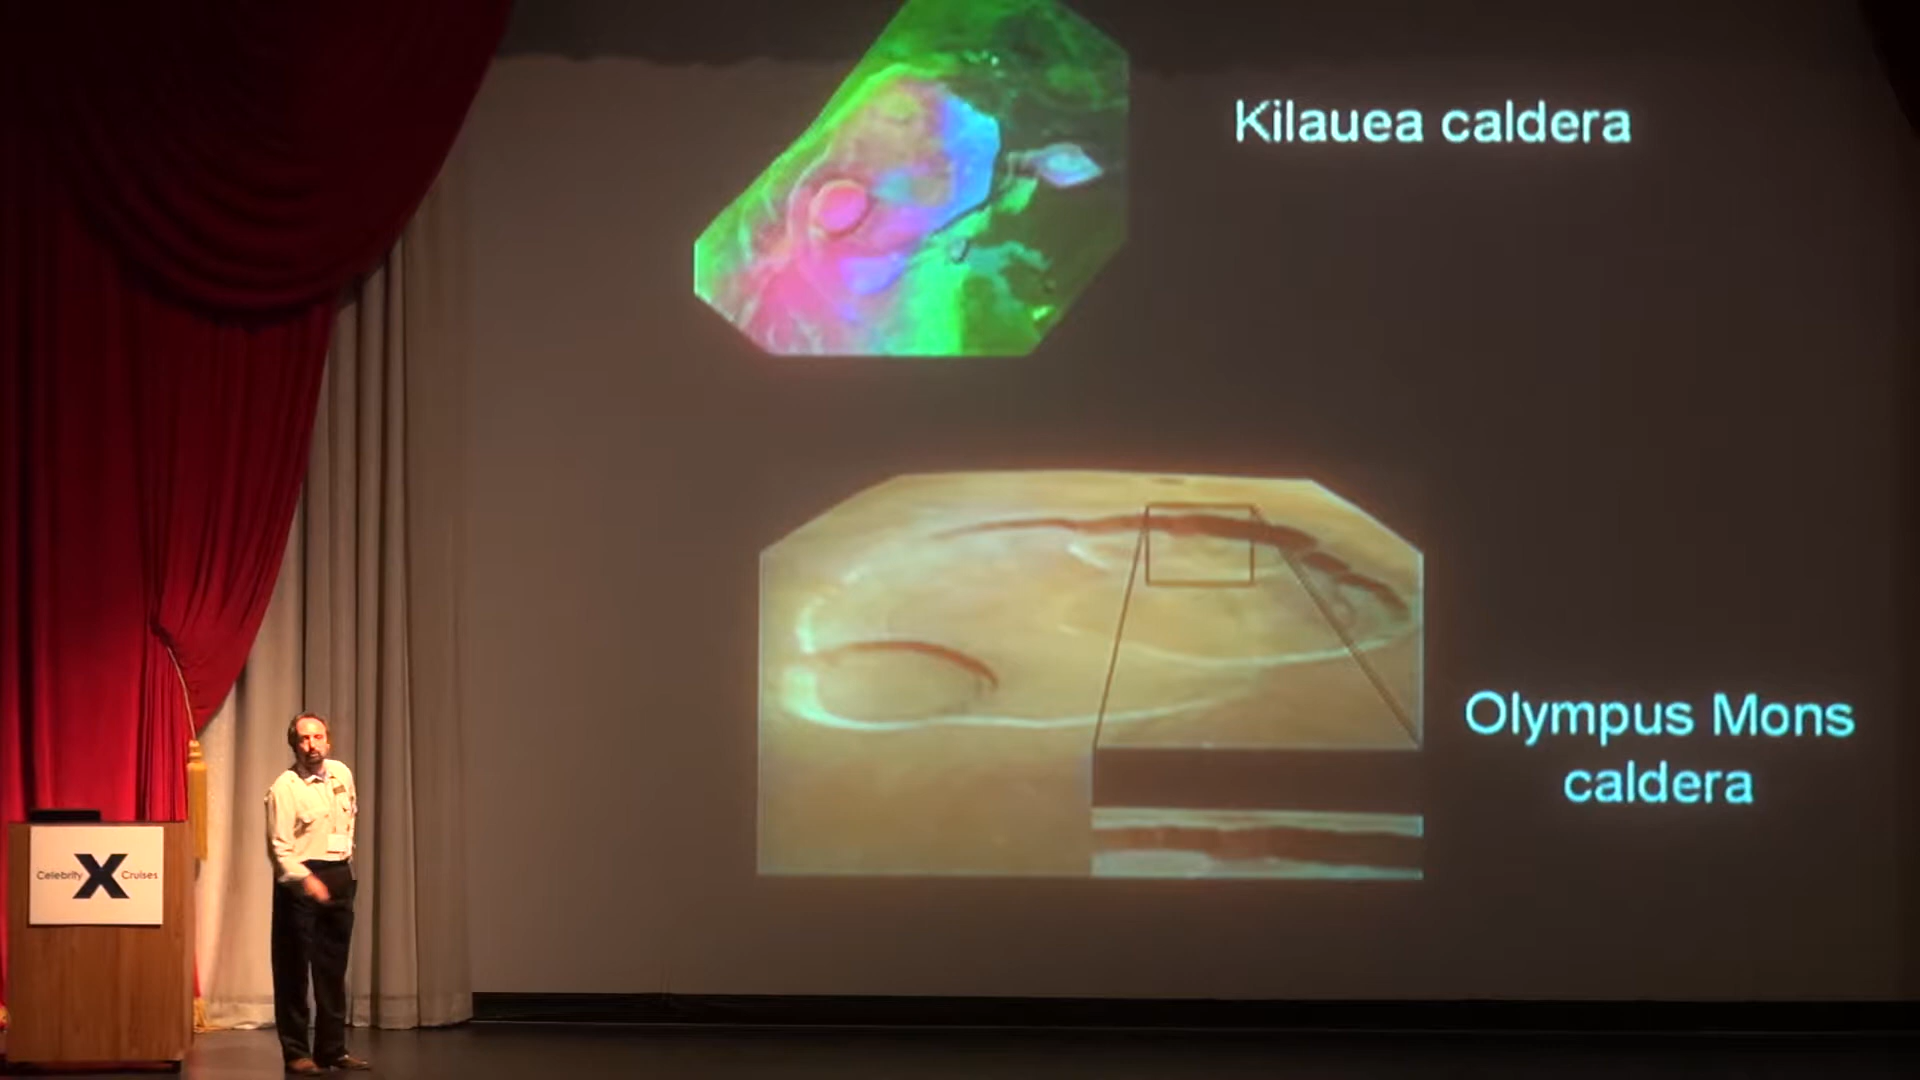 Kilauea caldera
Olympus Mons
caldera
Celebrity X Cruises